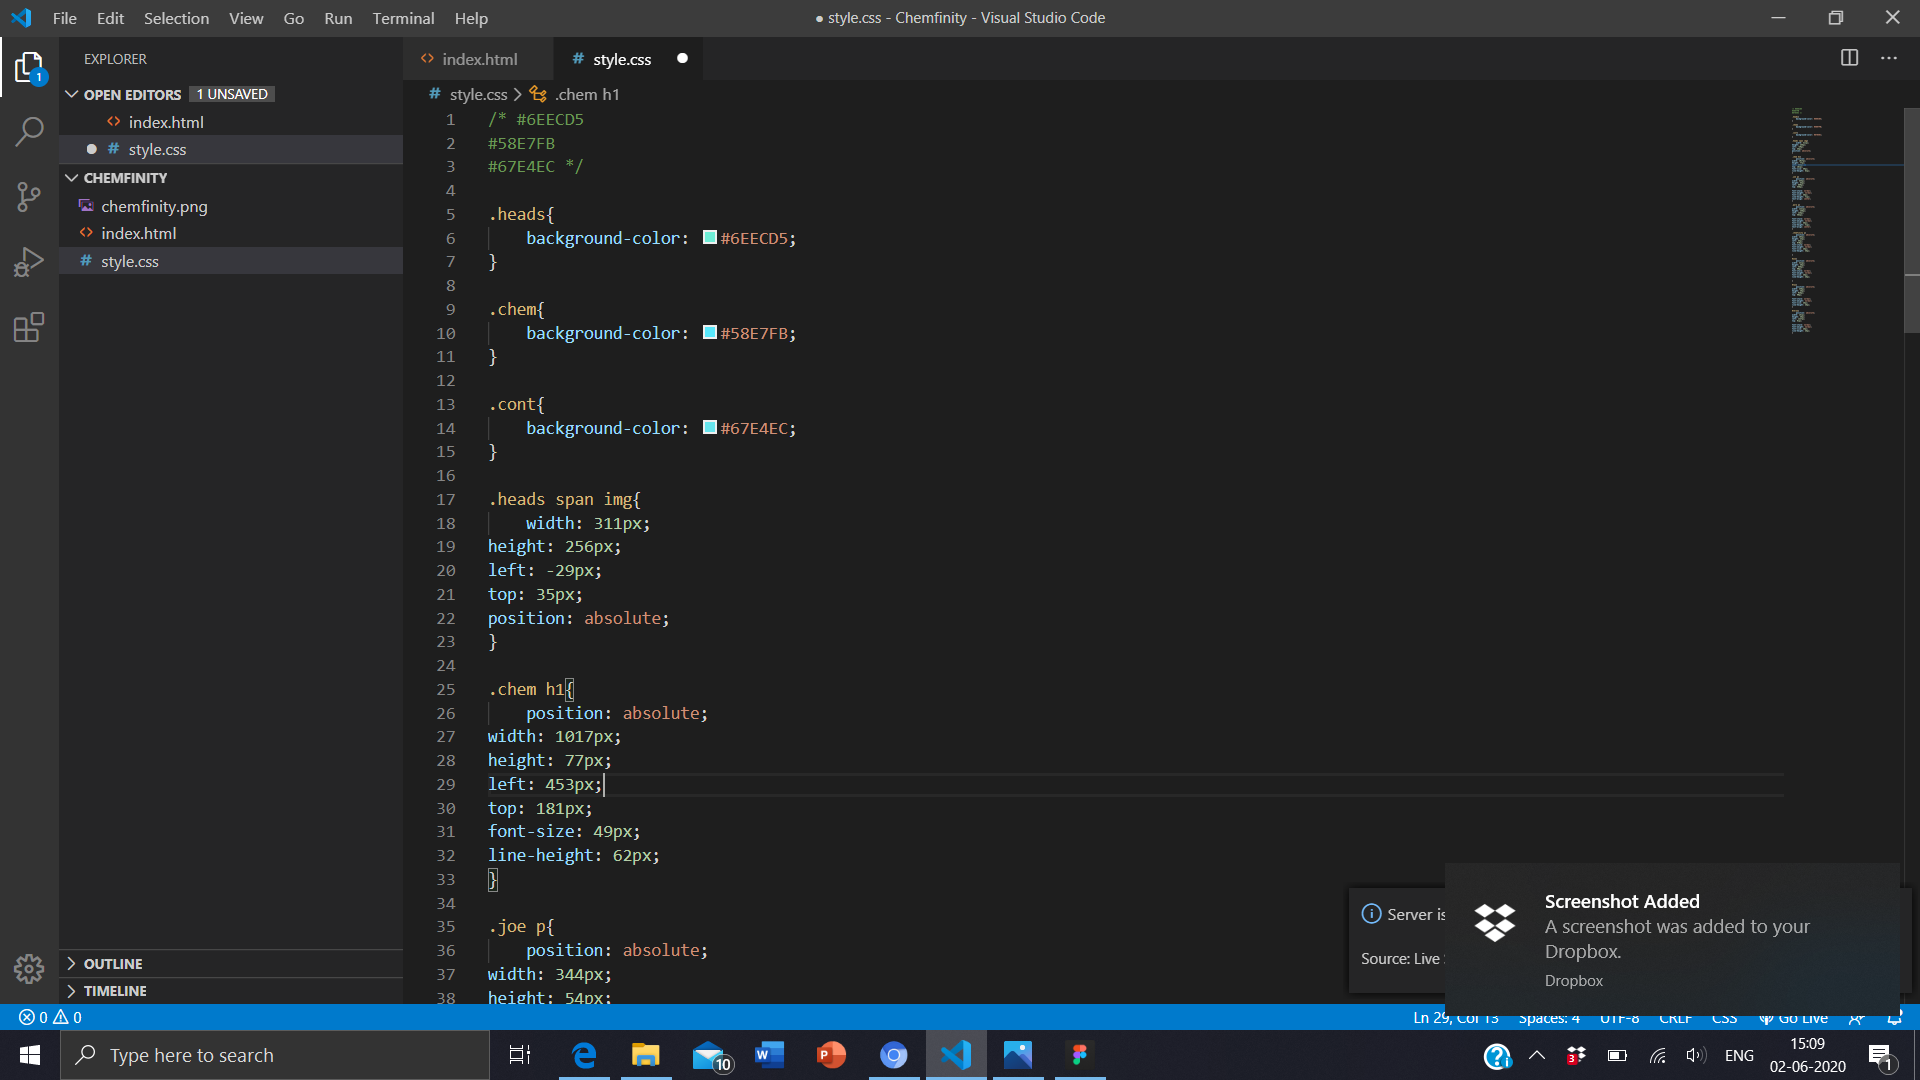 File Edit Selection View Go Run Terminal Help
● style.css - Chemfinity - Visual Studio Code
EXPLORER
OPEN EDITORS 1 UNSAVED
index.html
# style.css
CHEMFINITY
chemfinity.png
index.html
# style.css
OUTLINE
TIMELINE
1
index.html
# style.css
# style.css > .chem h1
1 /* #6EECD5
2 #58E7FB
3 #67E4EC */
4
5 .heads{
6 background-color: #6EECD5;
7 }
8
9 .chem{
10 background-color: #58E7FB;
11 }
12
13 .cont{
14 background-color: #67E4EC;
15 }
16
17 .heads span img{
18 width: 311px;
19 height: 256px;
20 left: -29px;
21 top: 35px;
22 position: absolute;
23 }
24
25 .chem h1{
26 position: absolute;
27 width: 1017px;
28 height: 77px;
29 left: 453px;
30 top: 181px;
31 font-size: 49px;
32 line-height: 62px;
33 }
34
35 .joe p{
36 position: absolute;
37 width: 344px;
38 height: 54px;
Server is
Source: Live
Screenshot Added
A screenshot was added to your
Dropbox.
Dropbox
0 0
Ln 29, Col 13 Spaces: 4 UTF-8 CRLF CSS Go Live
Type here to search
10
W
P
3
ENG
15:09
02-06-2020
1